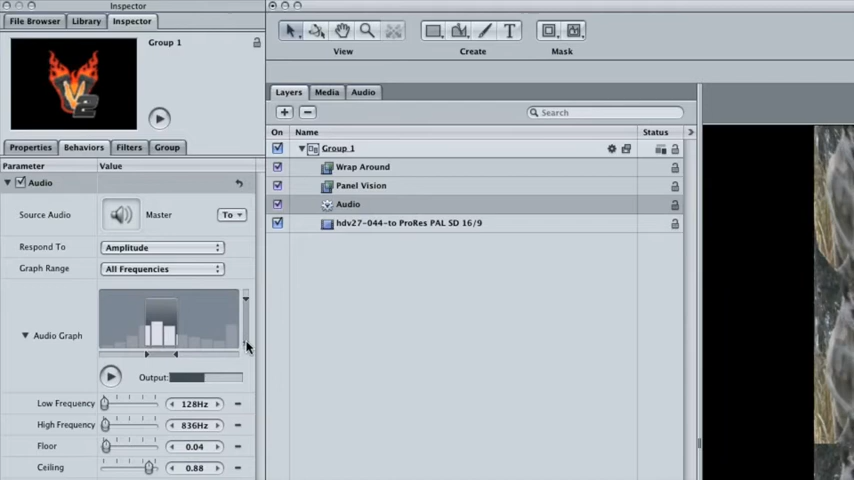 Inspector
File Browser Library Inspector
Group 1
V2
Properties Behaviors Filters Group
Parameter Value
Audio
Source Audio Master To
Respond To Amplitude
Graph Range All Frequencies
Audio Graph
Output:
Low Frequency 128Hz
High Frequency 836Hz
Floor 0.04
Ceiling 0.88
View Create Mask
T
Layers Media Audio
Search
On Name Status
Group 1
Wrap Around
Panel Vision
Audio
hdv27-044-to ProRes PAL SD 16/9